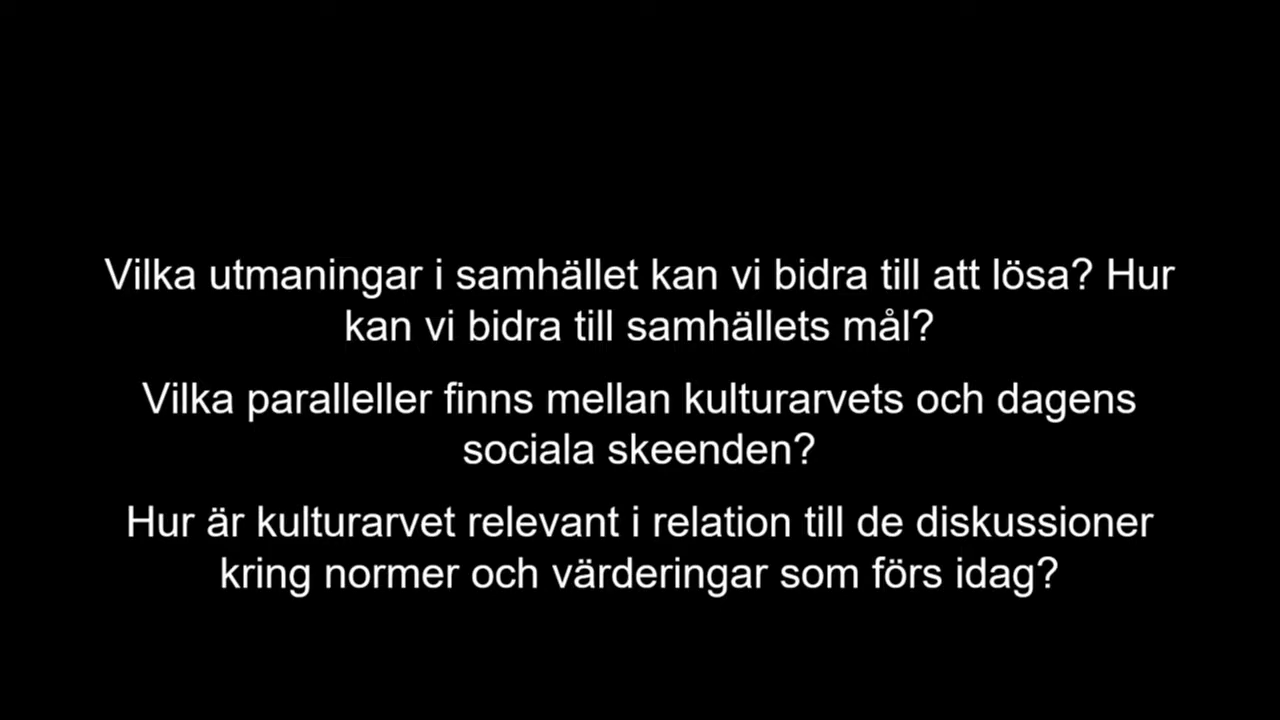 Vilka utmaningar i samhället kan vi bidra till att lösa? Hur
kan vi bidra till samhällets mål?
Vilka paralleller finns mellan kulturarvets och dagens
sociala skeenden?
Hur är kulturarvet relevant i relation till de diskussioner
kring normer och värderingar som förs idag?